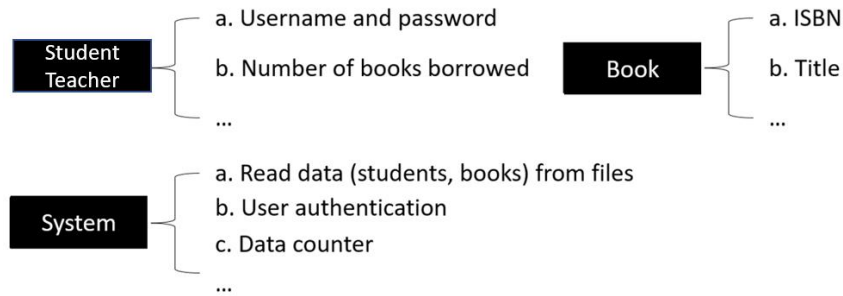 Student
Teacher
a. Username and password
b. Number of books borrowed
...
Book
a. ISBN
b. Title
...
System
a. Read data (students, books) from files
b. User authentication
c. Data counter
...